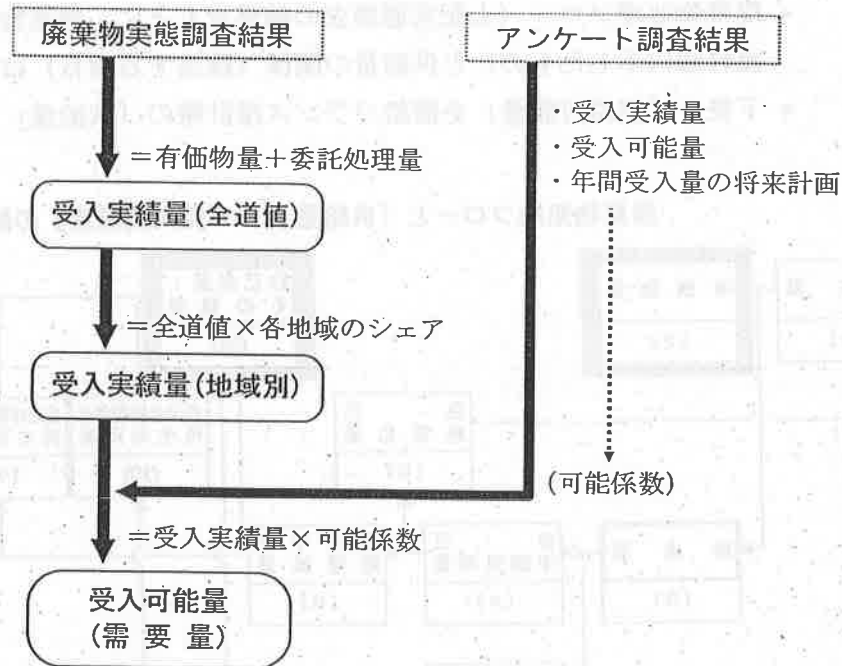 廃棄物実態調査結果
アンケート調査結果
・受入実績量
・受入可能量
・年間受入量の将来計画
＝有価物量＋委託処理量
受入実績量(全道値)
＝全道値×各地域のシェア
受入実績量(地域別)
(可能係数)
＝受入実績量×可能係数
受入可能量
(需 要 量)